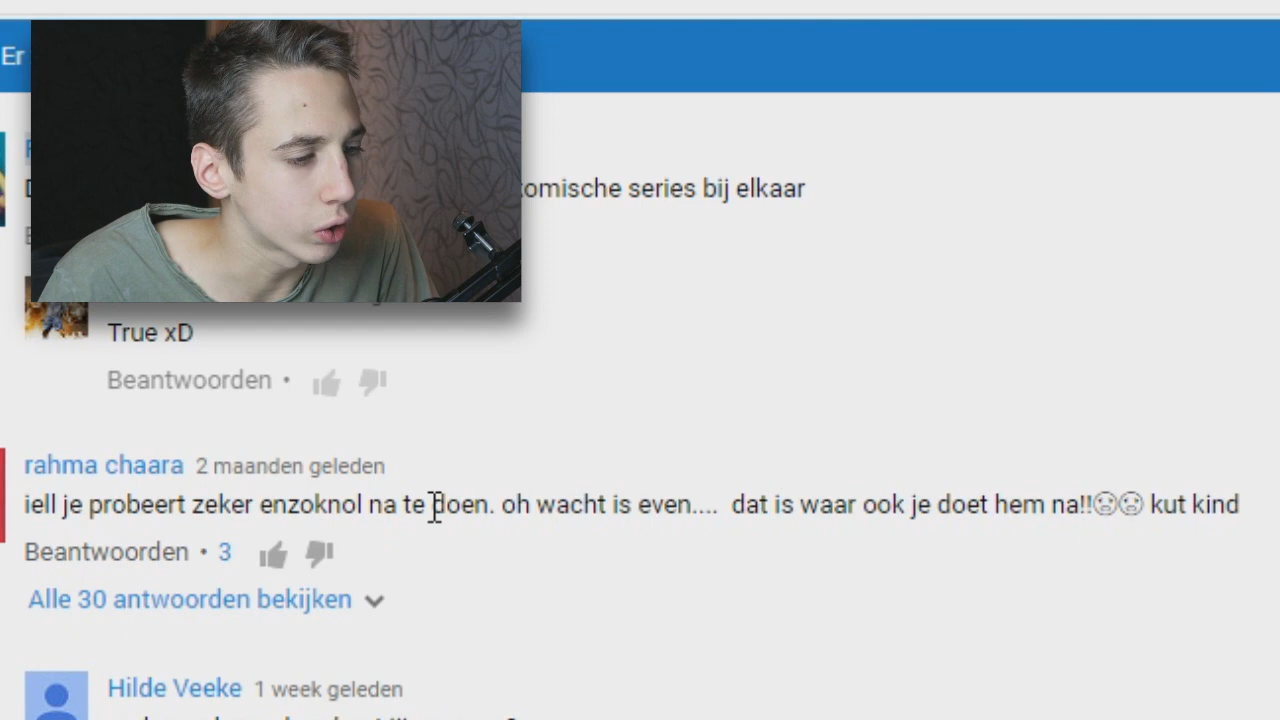 Er
omische series bij elkaar
True xD
Beantwoorden •
rahma chaara 2 maanden geleden
iell je probeert zeker enzoknol na te doen. oh wacht is even.... dat is waar ook je doet hem na!!😟😟 kut kind
Beantwoorden • 3
Alle 30 antwoorden bekijken
Hilde Veeke 1 week geleden